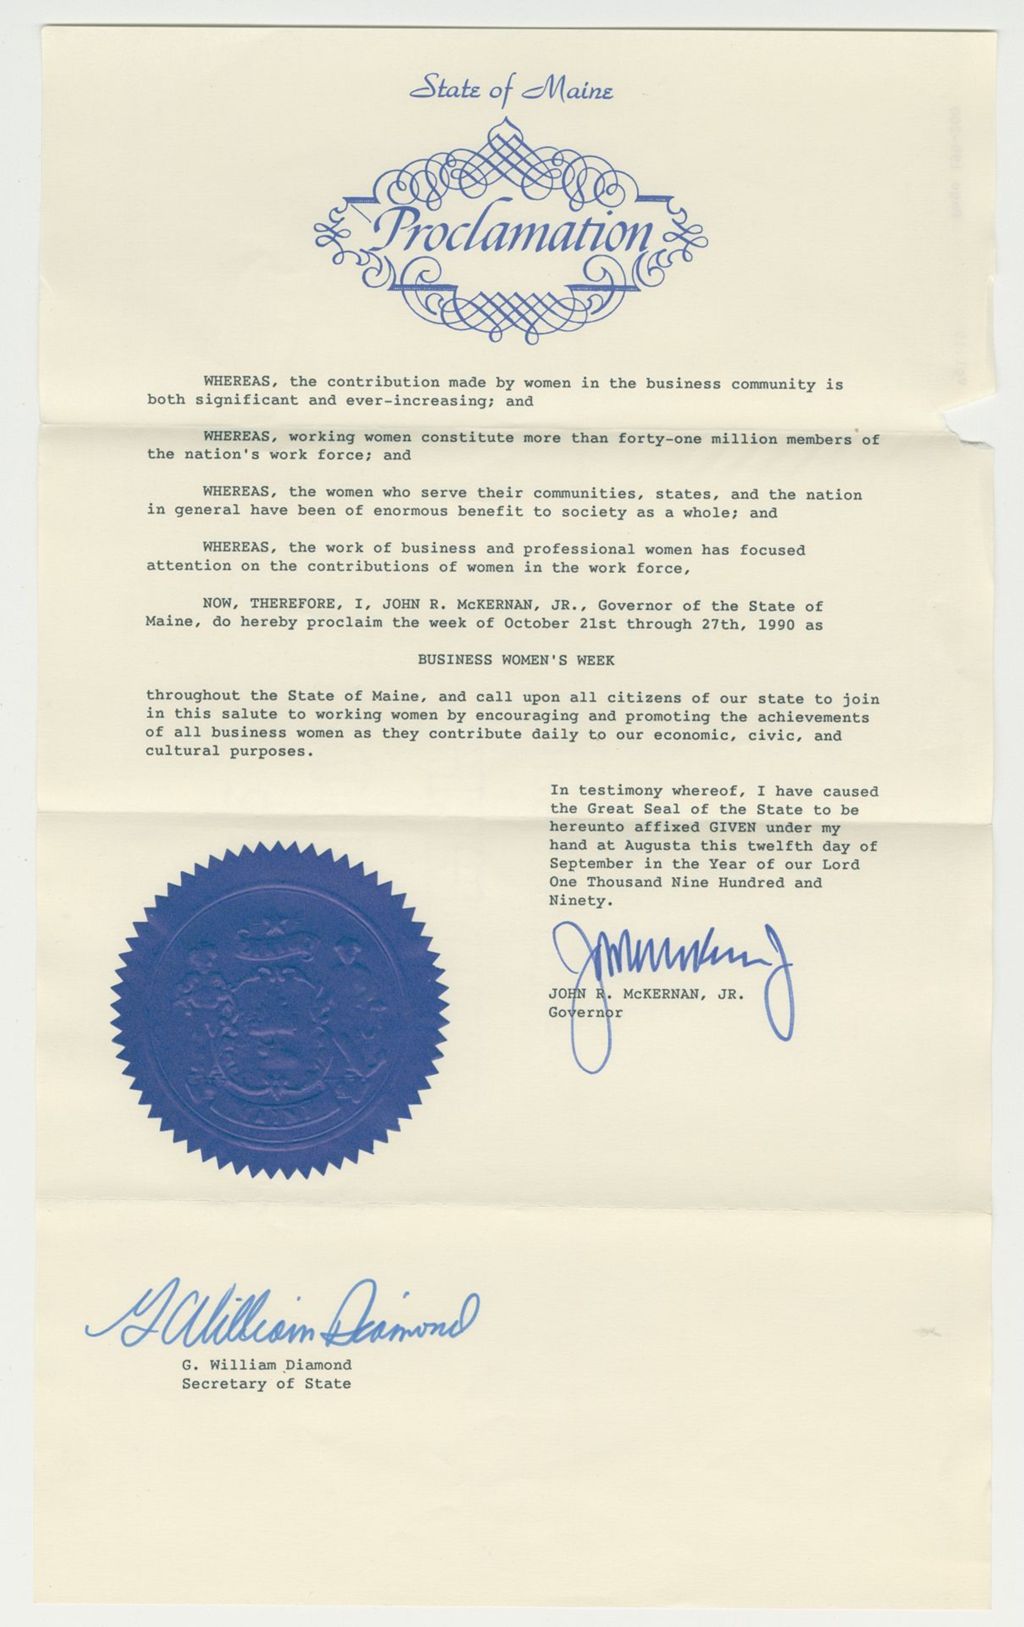 State of Maine
Proclamation
WHEREAS, the contribution made by women in the business community is
both significant and ever-increasing; and
WHEREAS, working women constitute more than forty-one million members of
the nation's work force; and
WHEREAS, the women who serve their communities, states, and the nation
in general have been of enormous benefit to society as a whole; and
WHEREAS, the work of business and professional women has focused
attention on the contributions of women in the work force,
NOW, THEREFORE, I, JOHN R. McKERNAN, JR., Governor of the State of
Maine, do hereby proclaim the week of October 21st through 27th, 1990 as
BUSINESS WOMEN'S WEEK
throughout the State of Maine, and call upon all citizens of our state to join
in this salute to working women by encouraging and promoting the achievements
of all business women as they contribute daily to our economic, civic, and
cultural purposes.
In testimony whereof, I have caused
the Great Seal of the State to be
hereunto affixed GIVEN under my
hand at Augusta this twelfth day of
September in the Year of our Lord
One Thousand Nine Hundred and
Ninety.
JOHN R. McKERNAN, JR.
Governor
MAINE
G William Diamond
G. William Diamond
Secretary of State